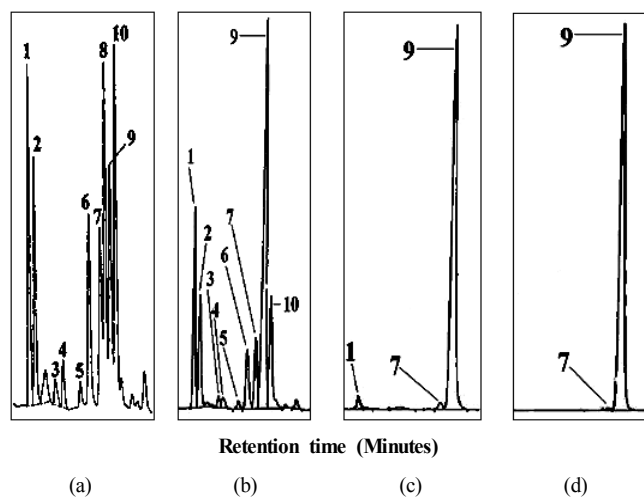 1 2 3 4 5 6 7 8 9 10
1 2 3 4 5 6 7 9 10
1 7 9
7 9
Retention time (Minutes)
(a) (b) (c) (d)